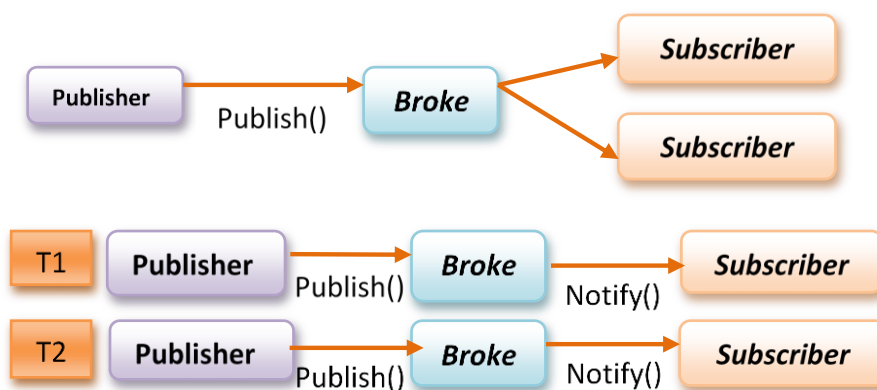 Subscriber
Publisher
Broke
Publish()
Subscriber
T1
Publisher
Publish()
Broke
Notify()
Subscriber
T2
Publisher
Publish()
Broke
Notify()
Subscriber